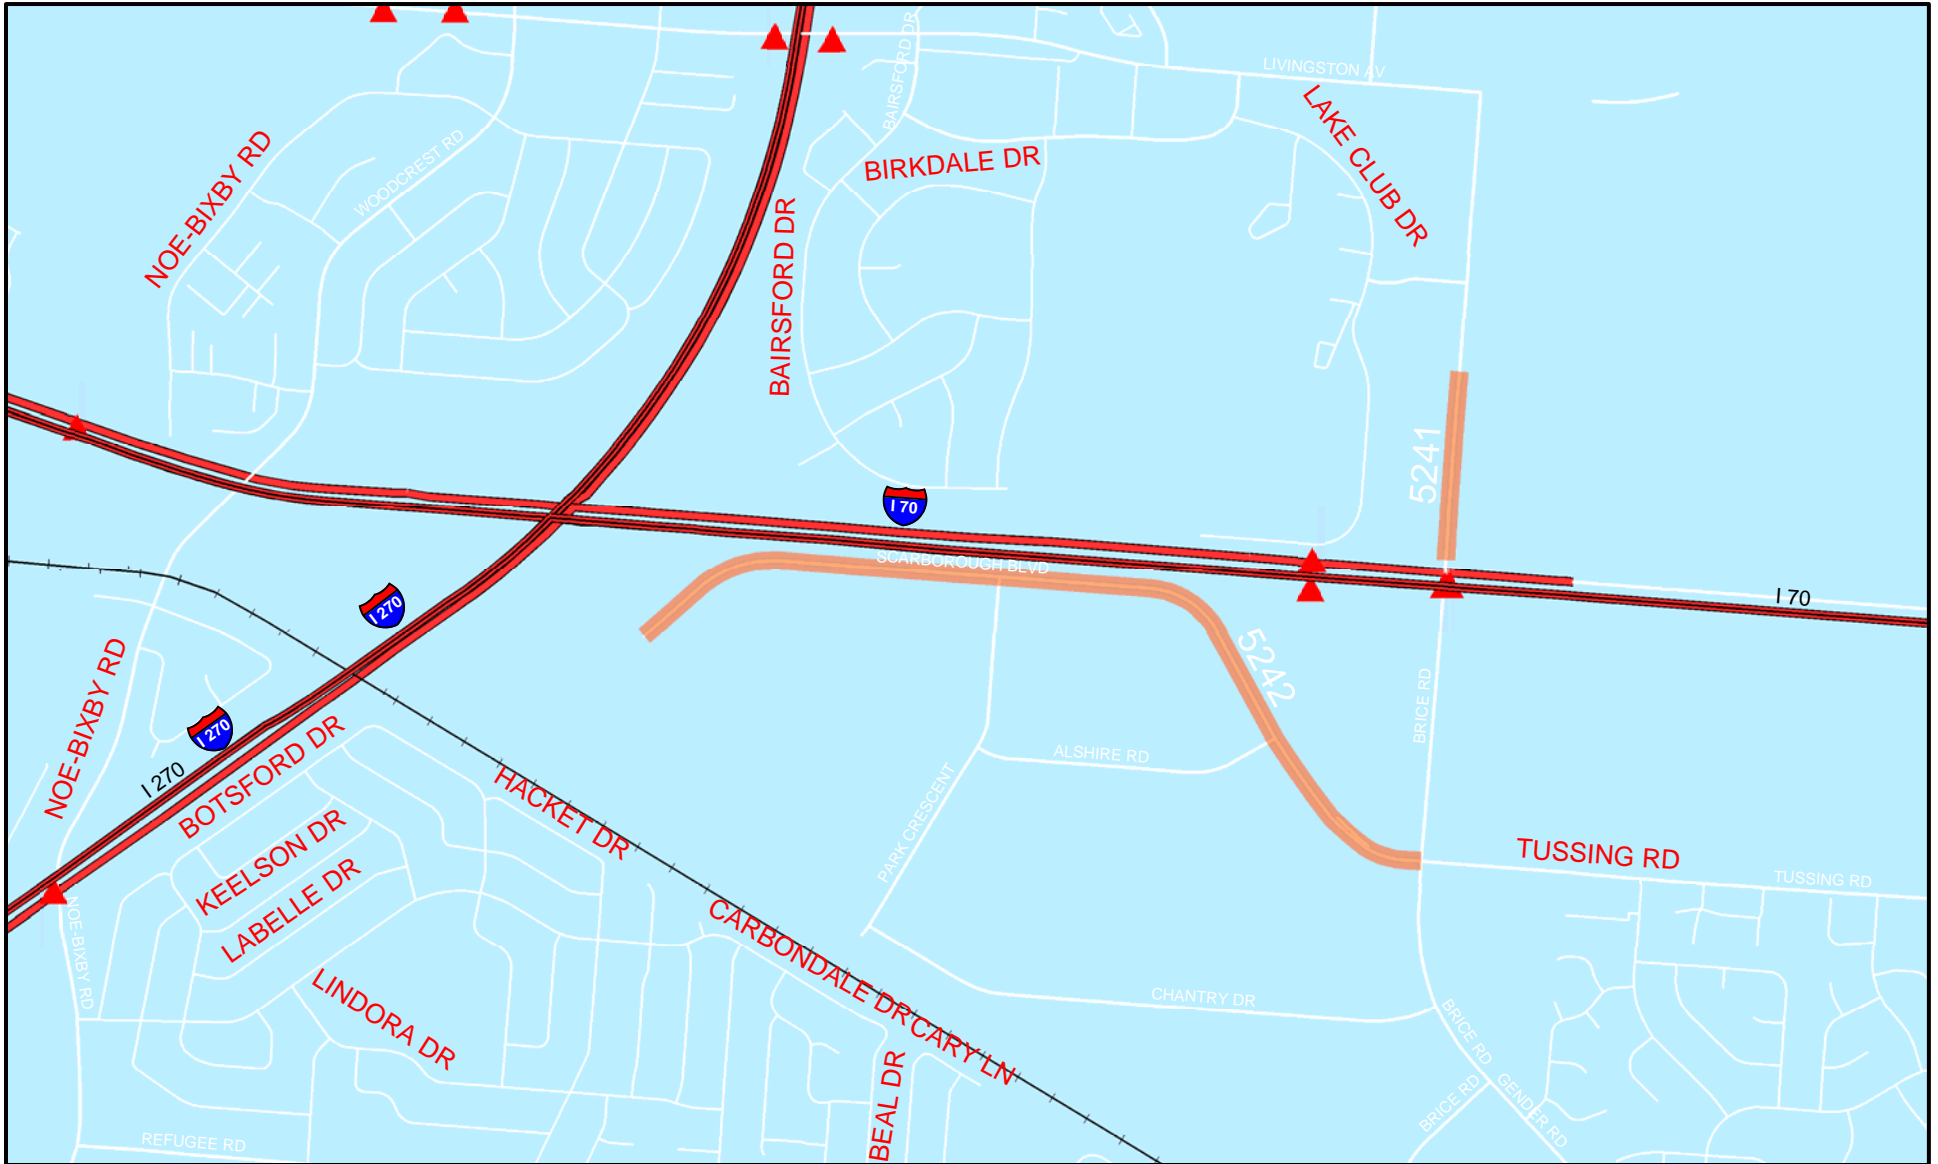 LIVINGSTON AV
BAIRSFORD DR
LAKE CLUB DR
NOE-BIXBY RD
WOODCREST RD
BIRKDALE DR
BAIRSFORD DR
5241
I 70
SCARBOROUGH BLVD
I 70
I 270
5242
NOE-BIXBY RD
I 270
I 270
BOTSFORD DR
BRICE RD
ALSHIRE RD
HACKET DR
PARK CRESCENT
KEELSON DR
LABELLE DR
TUSSING RD
TUSSING RD
NOE-BIXBY RD
CARBONDALE DR
LINDORA DR
CARY LN
CHANTRY DR
BRICE RD
BEAL DR
BRICE RD
GENDER RD
REFUGEE RD